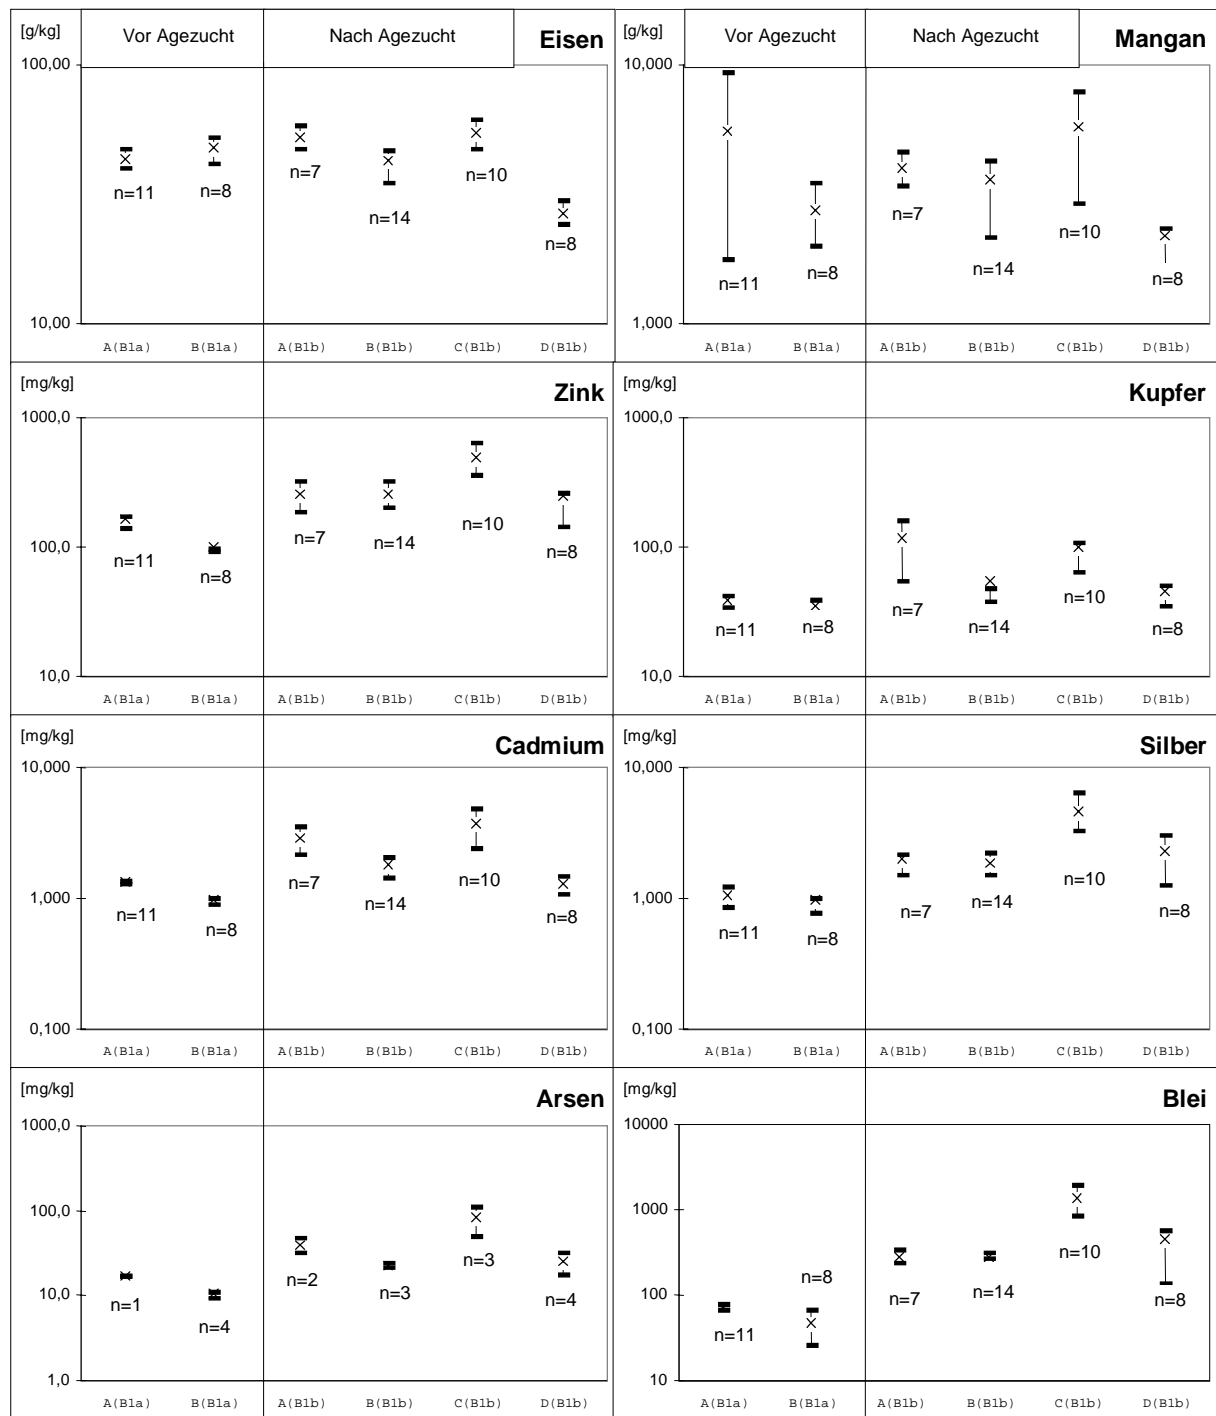 [g/kg] Vor Agezucht Nach Agezucht Eisen
100,00
n=11 n=8 n=7 n=14 n=10 n=8
10,00
A(B1a) B(B1a) A(B1b) B(B1b) C(B1b) D(B1b)
[g/kg] Vor Agezucht Nach Agezucht Mangan
10,000
n=11 n=8 n=7 n=14 n=10 n=8
1,000
A(B1a) B(B1a) A(B1b) B(B1b) C(B1b) D(B1b)
[mg/kg] Zink
1000,0
100,0
n=11 n=8 n=7 n=14 n=10 n=8
10,0
A(B1a) B(B1a) A(B1b) B(B1b) C(B1b) D(B1b)
[mg/kg] Kupfer
1000,0
100,0
n=11 n=8 n=7 n=14 n=10 n=8
10,0
A(B1a) B(B1a) A(B1b) B(B1b) C(B1b) D(B1b)
[mg/kg] Cadmium
10,000
1,000
n=11 n=8 n=7 n=14 n=10 n=8
0,100
A(B1a) B(B1a) A(B1b) B(B1b) C(B1b) D(B1b)
[mg/kg] Silber
10,000
1,000
n=11 n=8 n=7 n=14 n=10 n=8
0,100
A(B1a) B(B1a) A(B1b) B(B1b) C(B1b) D(B1b)
[mg/kg] Arsen
1000,0
100,0
10,0
n=1 n=4 n=2 n=3 n=3 n=4
1,0
A(B1a) B(B1a) A(B1b) B(B1b) C(B1b) D(B1b)
[mg/kg] Blei
10000
1000
100
n=11 n=8 n=7 n=14 n=10 n=8
10
A(B1a) B(B1a) A(B1b) B(B1b) C(B1b) D(B1b)